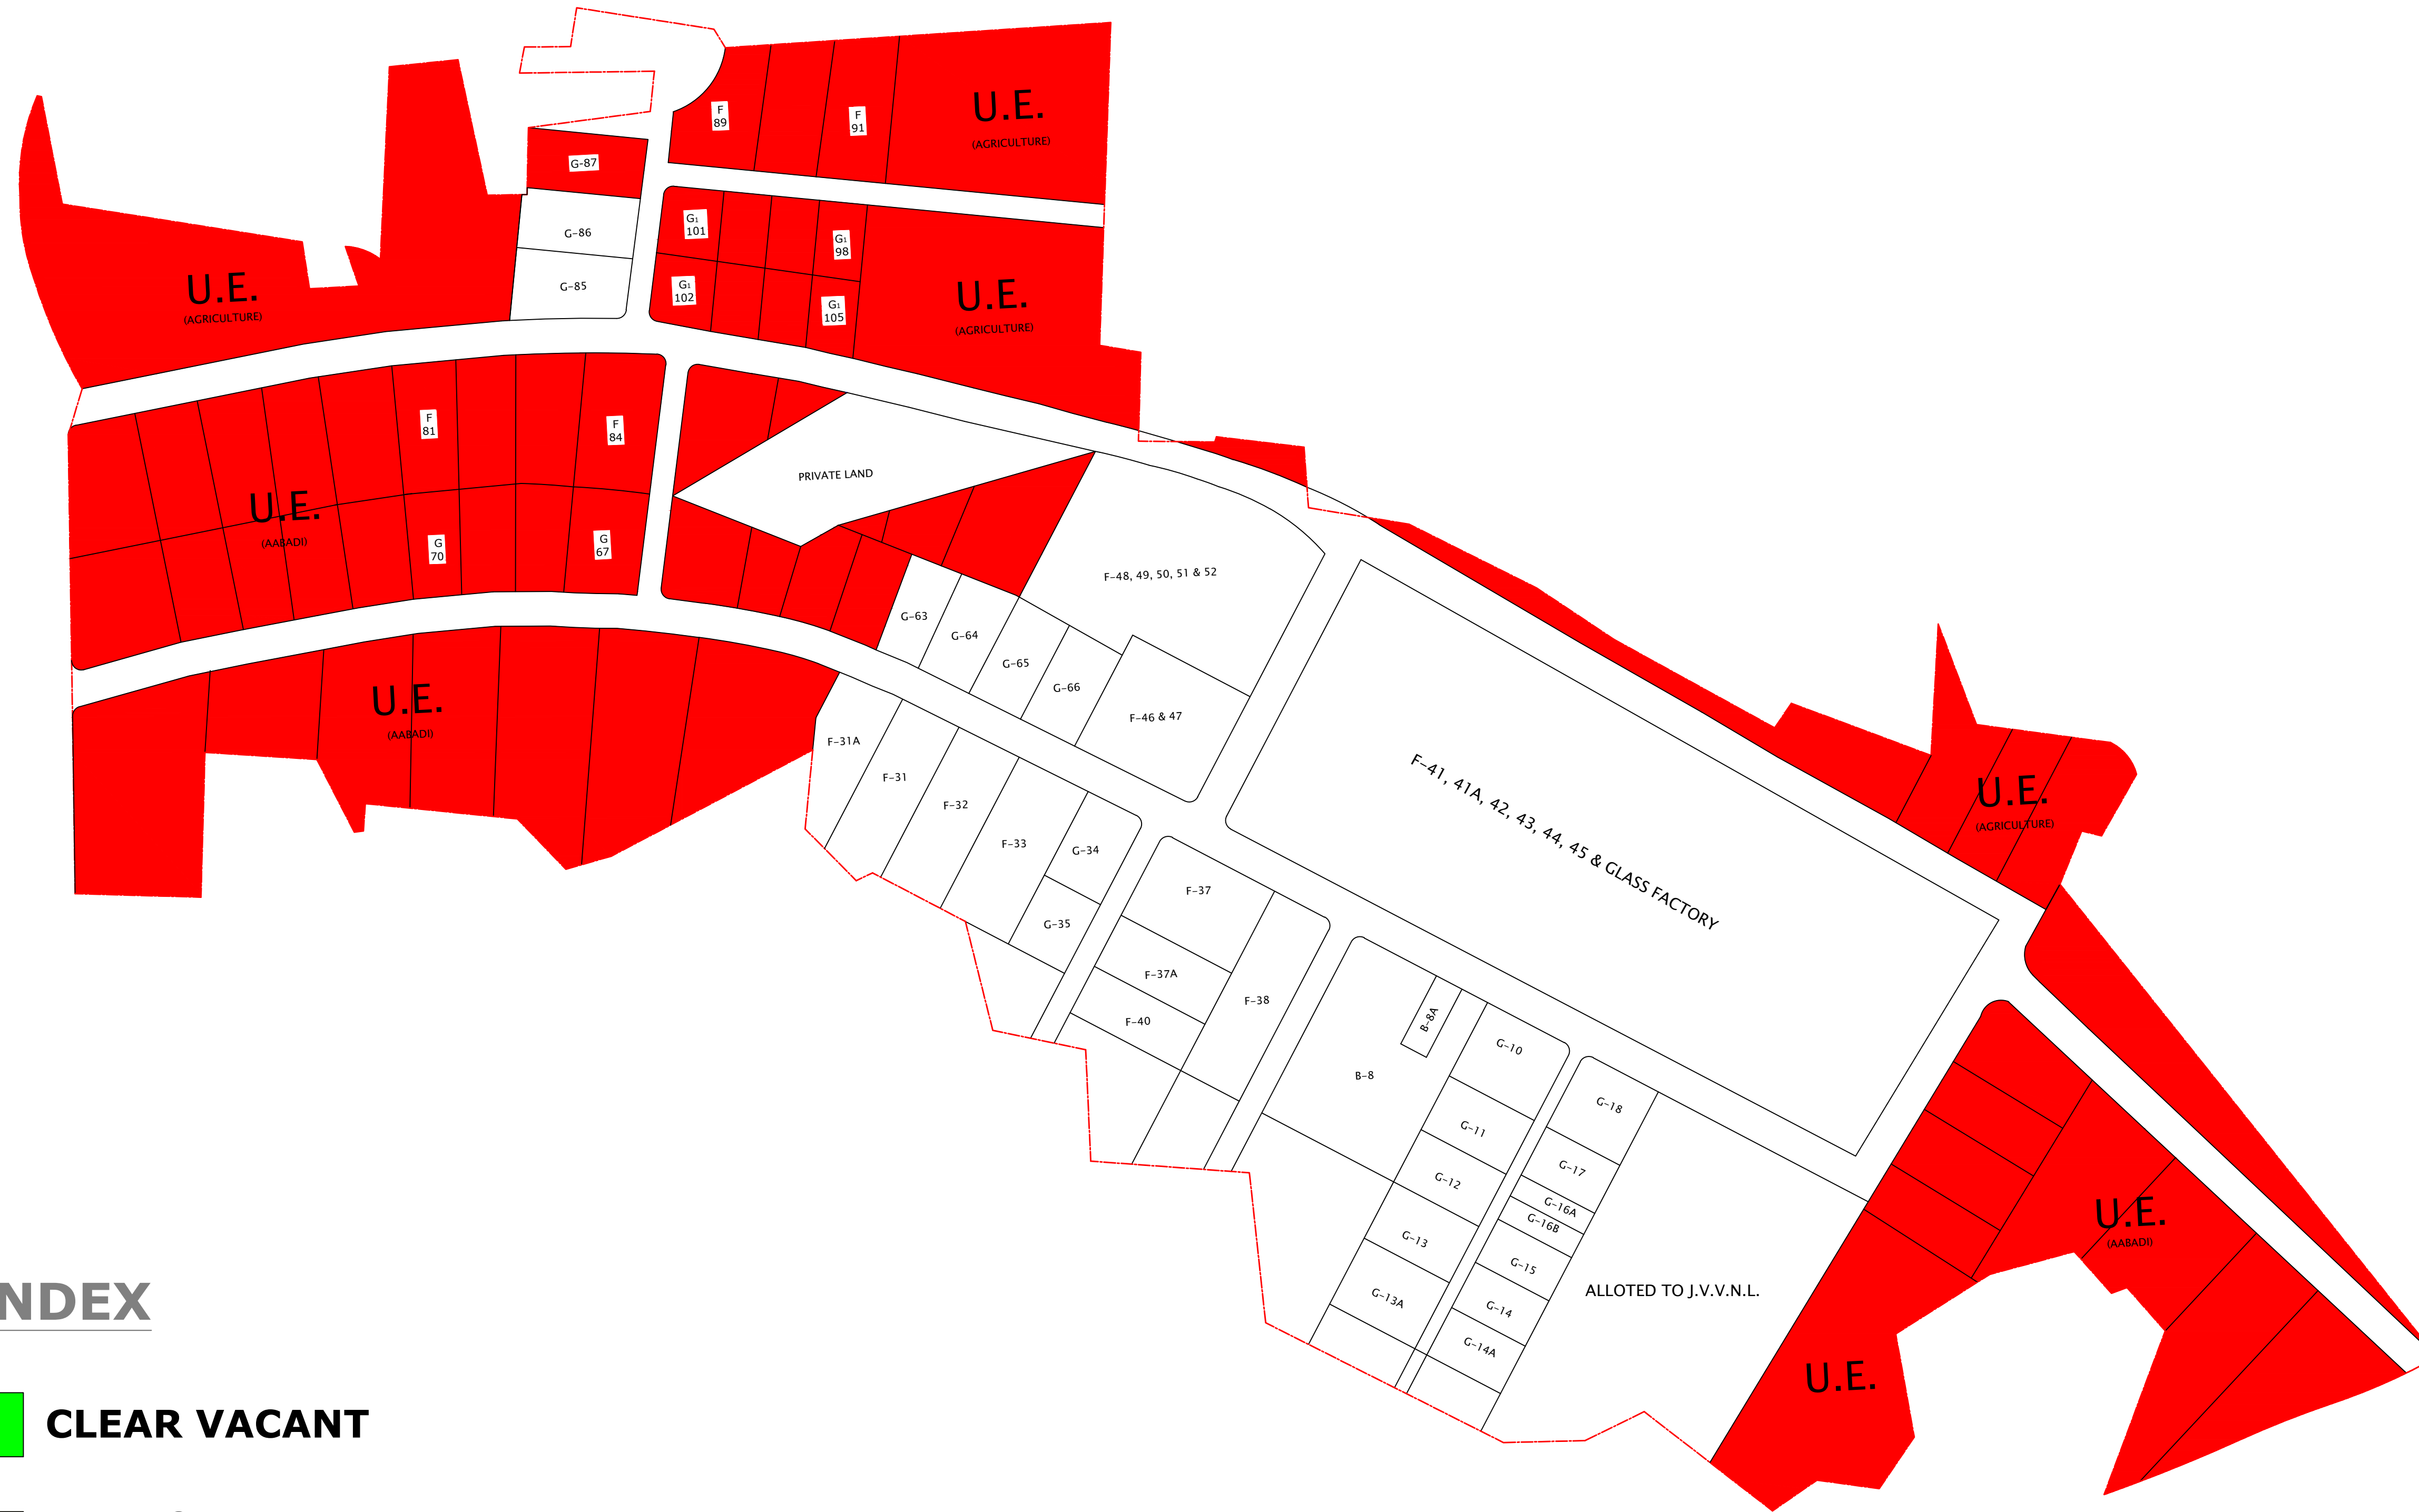 F
89
F
91
U.E.
(AGRICULTURE)
G-87
G-86
G-85
G1
101
G1
98
G1
102
G1
105
U.E.
(AGRICULTURE)
U.E.
(AGRICULTURE)
F
81
F
84
U.E.
(AABADI)
G
70
G
67
PRIVATE LAND
F-48, 49, 50, 51 & 52
G-63
G-64
G-65
G-66
F-46 & 47
U.E.
(AABADI)
F-31A
F-31
F-32
F-33
G-34
G-35
F-41, 41A, 42, 43, 44, 45 & GLASS FACTORY
U.E.
(AGRICULTURE)
F-37
F-37A
F-38
F-40
B-8A
B-8
G-10
G-11
G-12
G-13
G-13A
G-18
G-17
G-16A
G-16B
G-15
G-14
G-14A
ALLOTED TO J.V.V.N.L.
U.E.
(AABADI)
U.E.
NDEX
CLEAR VACANT